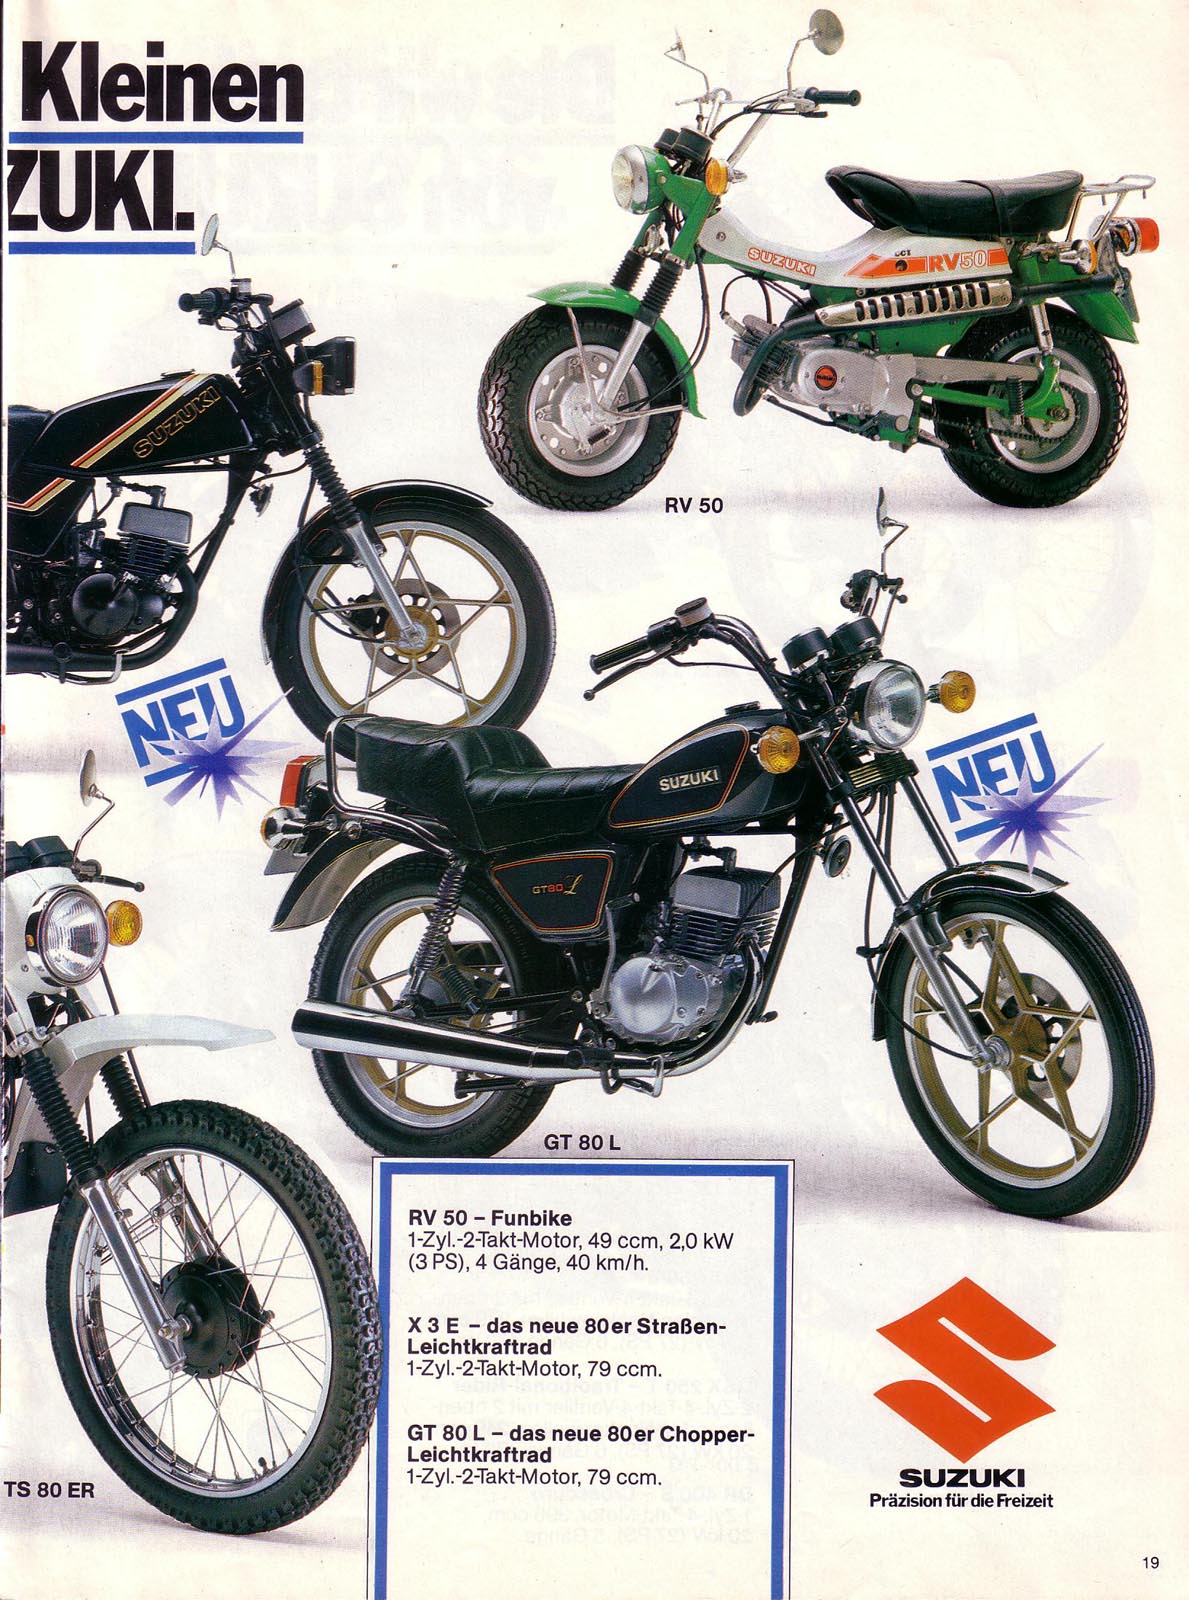 Kleinen
ZUKI.
SUZUKI
RV50
RV 50
SUZUKI
NEU
NEU
SUZUKI
GT80L
GT 80 L
TS 80 ER
RV 50 – Funbike
1-Zyl.-2-Takt-Motor, 49 ccm, 2,0 kW
(3 PS), 4 Gänge, 40 km/h.
X 3 E – das neue 80er Straßen-
Leichtkraftrad
1-Zyl.-2-Takt-Motor, 79 ccm.
GT 80 L – das neue 80er Chopper-
Leichtkraftrad
1-Zyl.-2-Takt-Motor, 79 ccm.
SUZUKI
Präzision für die Freizeit
19